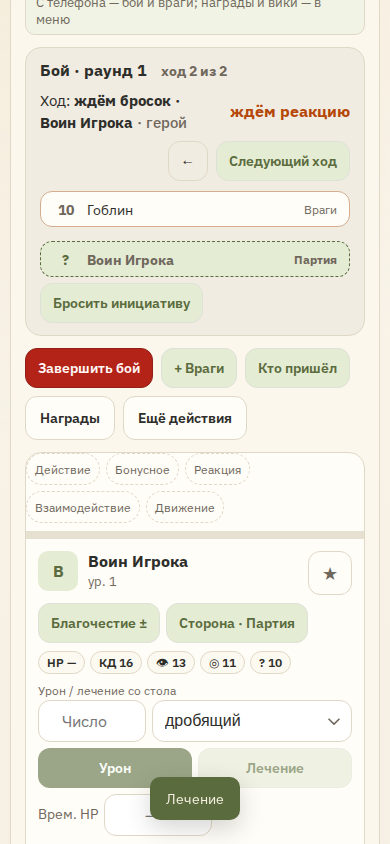 С телефона — бой и враги; награды и вики — в
меню
Бой · раунд 1 ход 2 из 2
Ход: ждём бросок ·
Воин Игрока · герой
ждём реакцию
← Следующий ход
10 Гоблин Враги
? Воин Игрока Партия
Бросить инициативу
Завершить бой + Враги Кто пришёл
Награды Ещё действия
Действие Бонусное Реакция
Взаимодействие Движение
В Воин Игрока ★
ур. 1
Благочестие ± Сторона · Партия
HP — КД 16 👁 13 ◎ 11 ? 10
Урон / лечение со стола
Число дробящий
Урон Лечение
Лечение
Врем. HP —